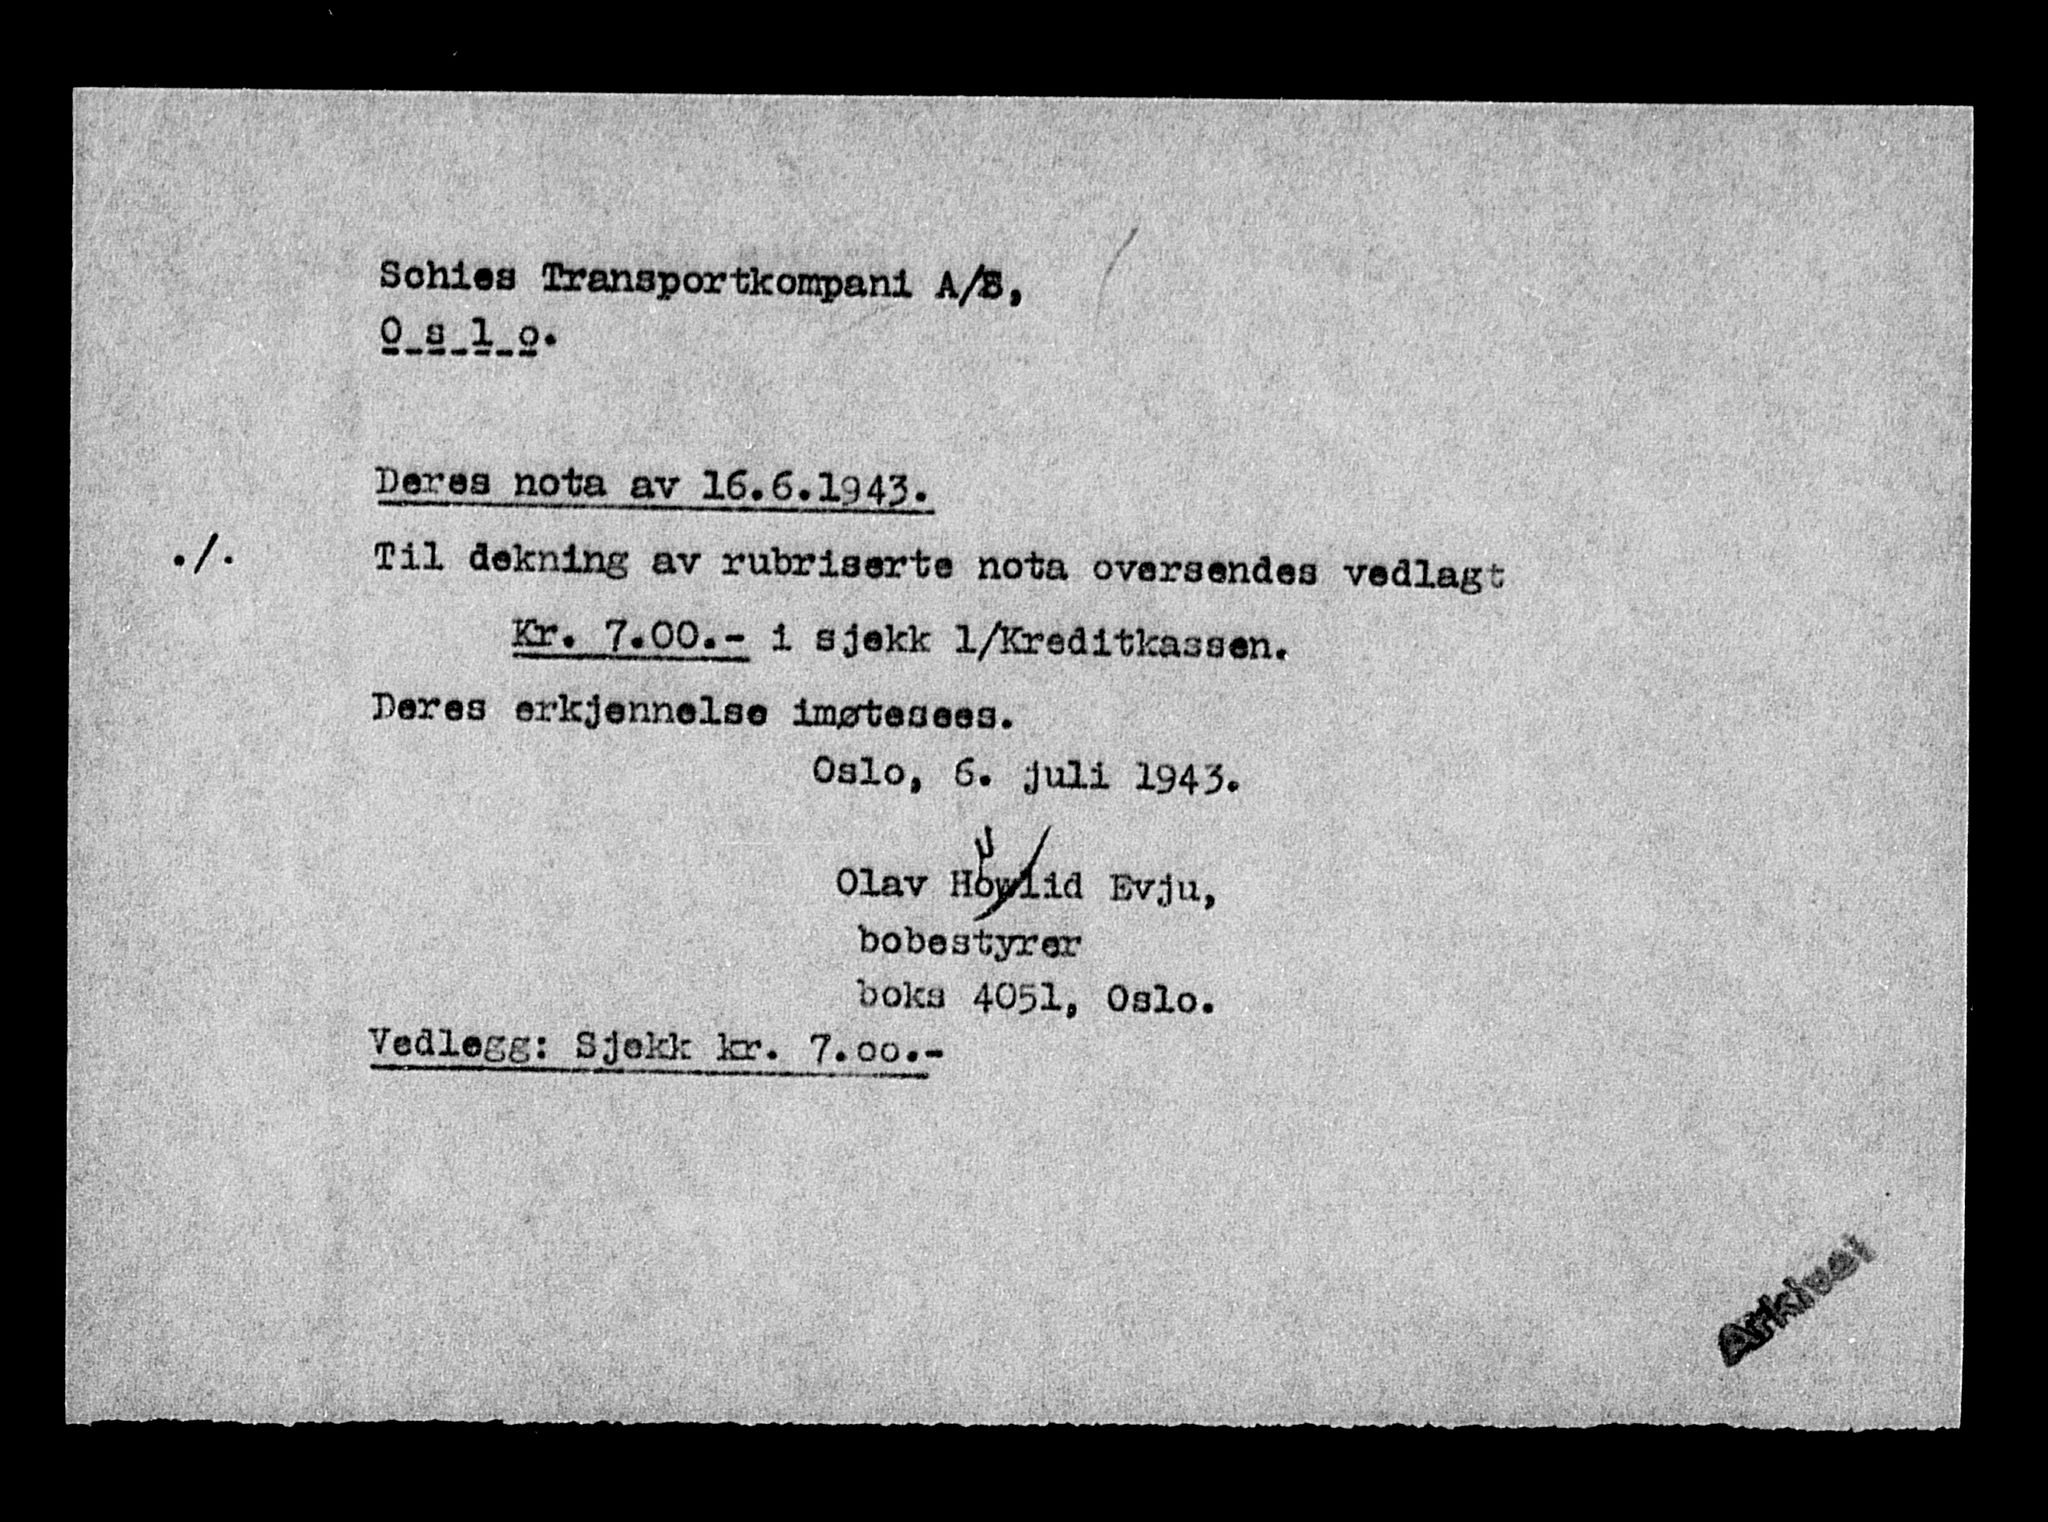 Schies Transportkompani A/S,
O s l o.
Deres nota av 16.6.1943.
./. Til dekning av rubriserte nota oversendes vedlagt
Kr. 7.00.- i sjekk l/Kreditkassen.
Deres erkjennelse imøtesees.
Oslo, 6. juli 1943.
Olav Howlid Evju,
bobestyrer
boks 4051, Oslo.
Vedlegg: Sjekk kr. 7.oo.-
Arkivet